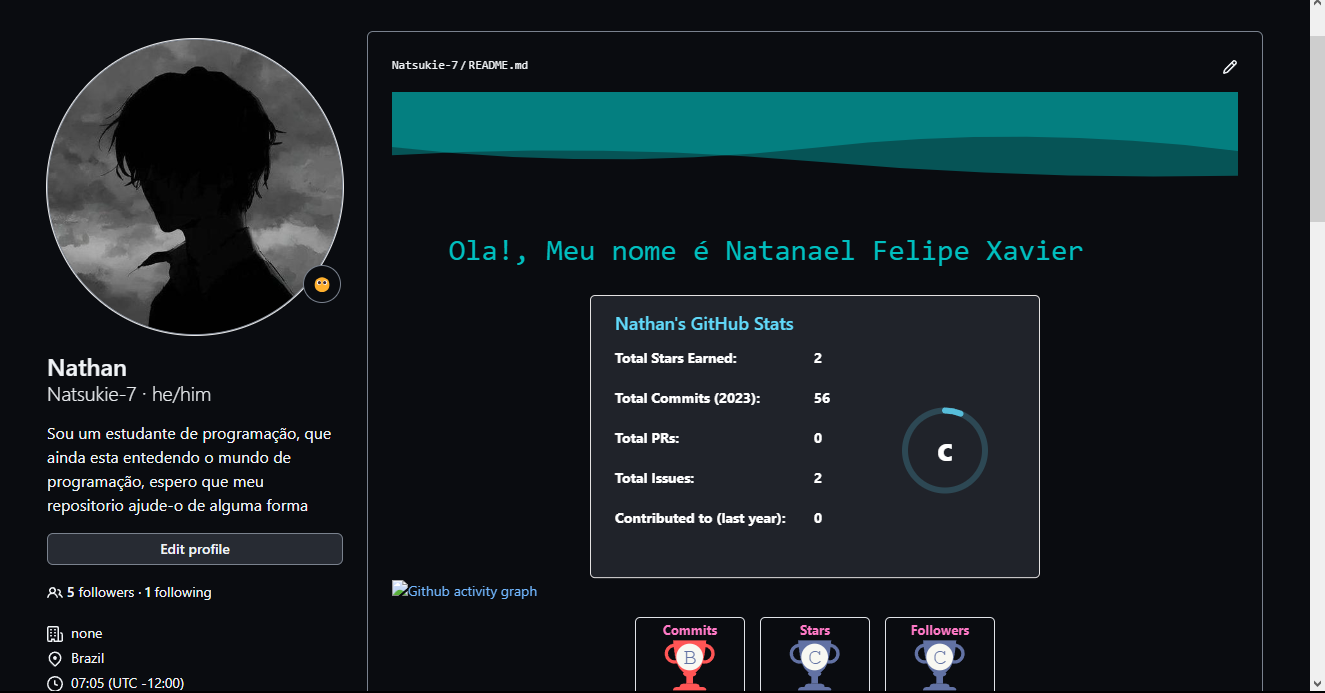 Natsukie-7/README.md
Ola!, Meu nome é Natanael Felipe Xavier
Nathan
Natsukie-7 · he/him
Sou um estudante de programação, que
ainda esta entedendo o mundo de
programação, espero que meu
repositorio ajude-o de alguma forma
Edit profile
5 followers · 1 following
none
Brazil
07:05 (UTC -12:00)
Nathan's GitHub Stats
Total Stars Earned: 2
Total Commits (2023): 56
Total PRs: 0
Total Issues: 2
Contributed to (last year): 0
C
Github activity graph
Commits Stars Followers
B C C